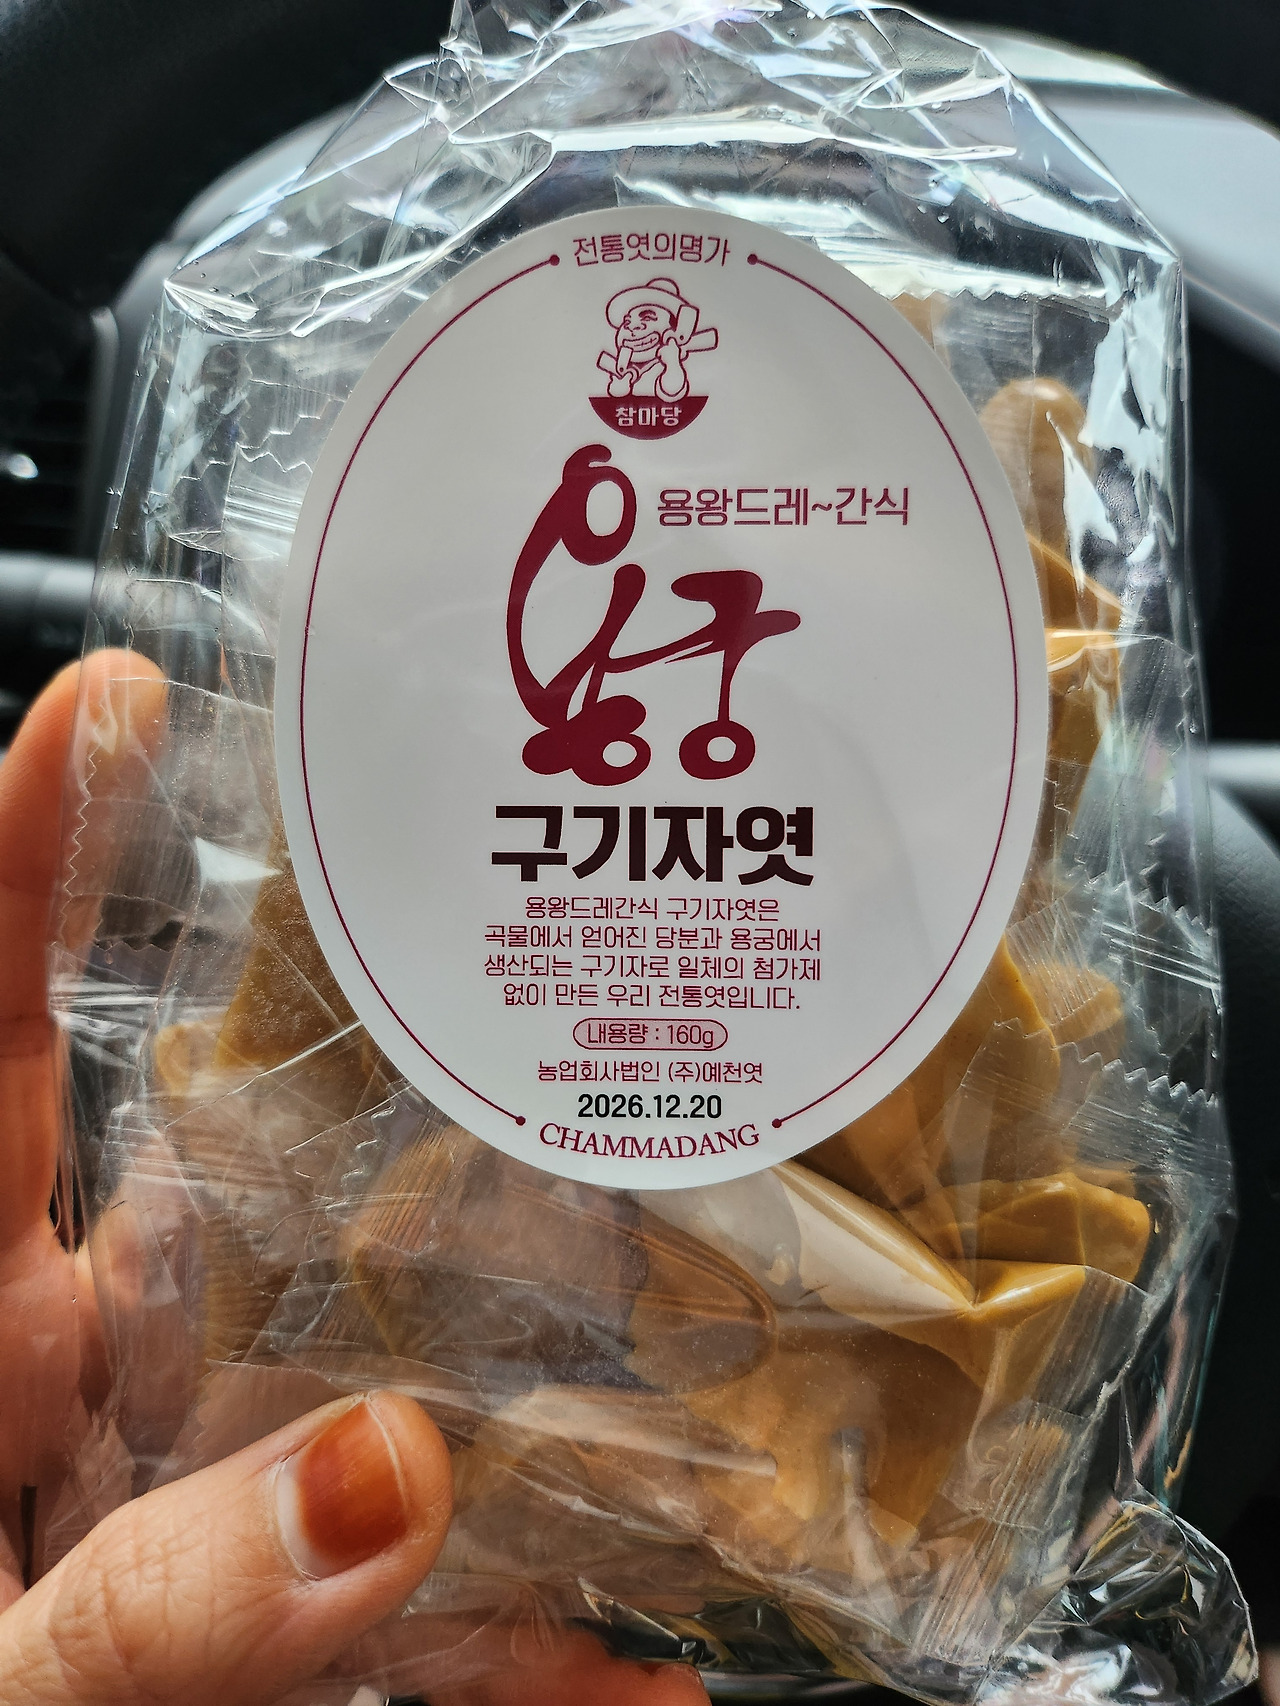 전통엿의명가
참마당
용왕드레~간식
용궁
구기자엿
용왕드레간식 구기자엿은
곡물에서 얻어진 당분과 용궁에서
생산되는 구기자로 일체의 첨가제
없이 만든 우리 전통엿입니다.
내용량 : 160g
농업회사법인 (주)예천엿
2026.12.20
CHAMMADANG